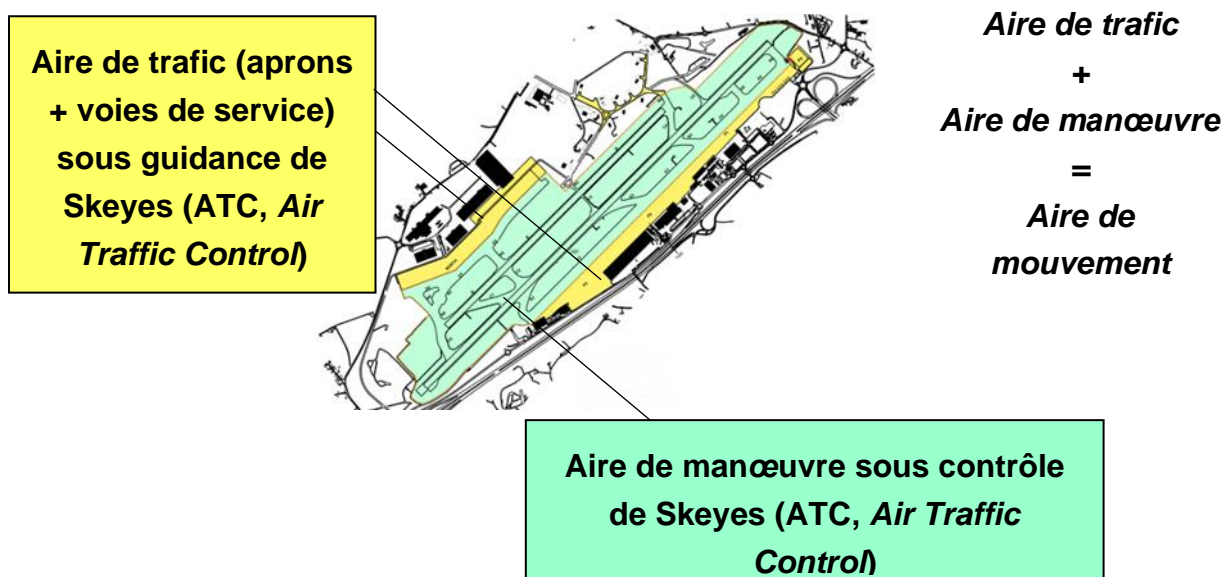 Aire de trafic (aprons
+ voies de service)
sous guidance de
Skeyes (ATC, Air
Traffic Control)
Aire de trafic
+
Aire de manœuvre
=
Aire de
mouvement
Aire de manœuvre sous contrôle
de Skeyes (ATC, Air Traffic
Control)